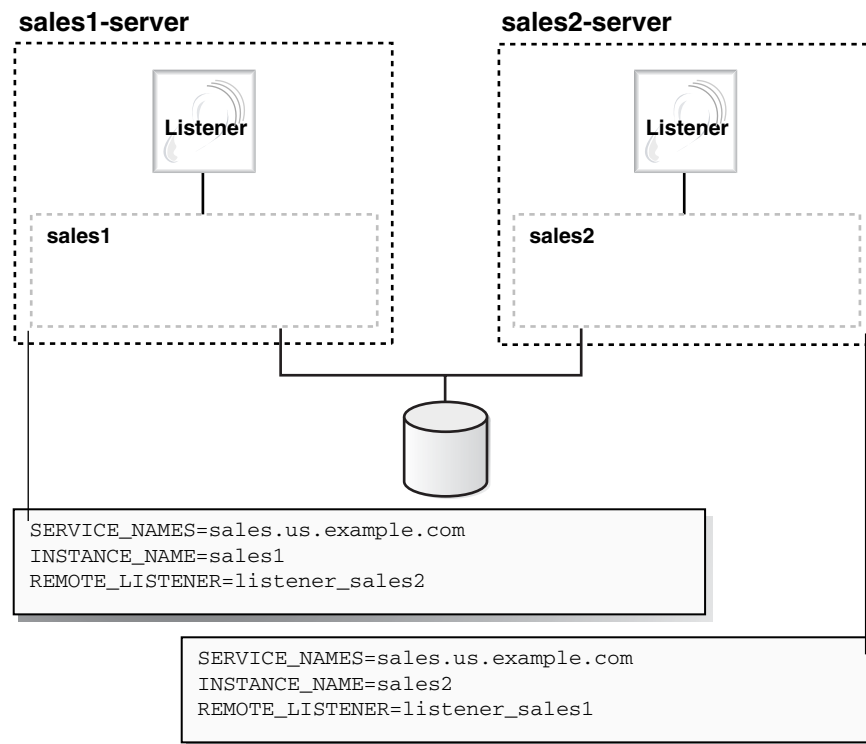 sales1-server
sales2-server
Listener
Listener
sales1
sales2
SERVICE_NAMES=sales.us.example.com
INSTANCE_NAME=sales1
REMOTE_LISTENER=listener_sales2
SERVICE_NAMES=sales.us.example.com
INSTANCE_NAME=sales2
REMOTE_LISTENER=listener_sales1